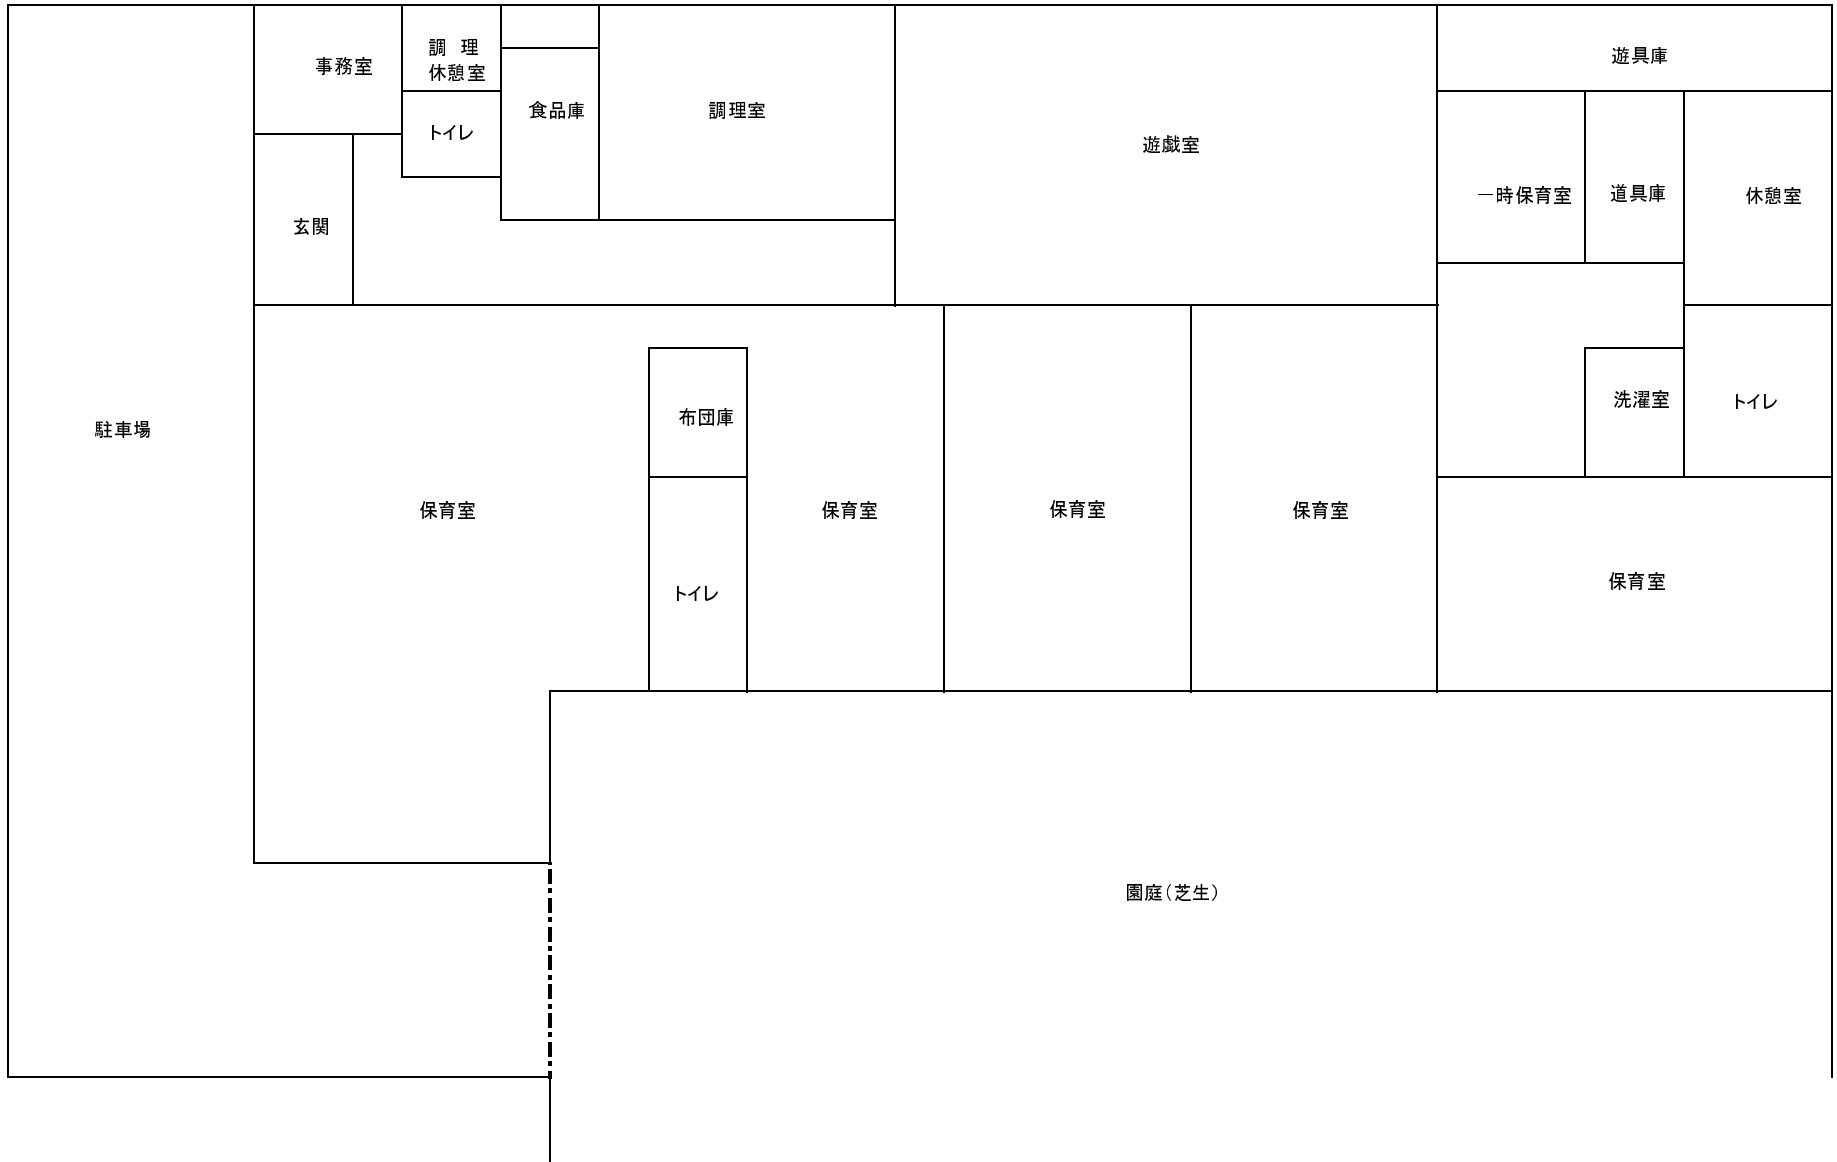 事務室
調 理
休憩室
食品庫
調理室
トイレ
遊戯室
遊具庫
一時保育室
道具庫
休憩室
玄関
駐車場
布団庫
洗濯室
トイレ
保育室
保育室
保育室
保育室
トイレ
保育室
園庭(芝生)